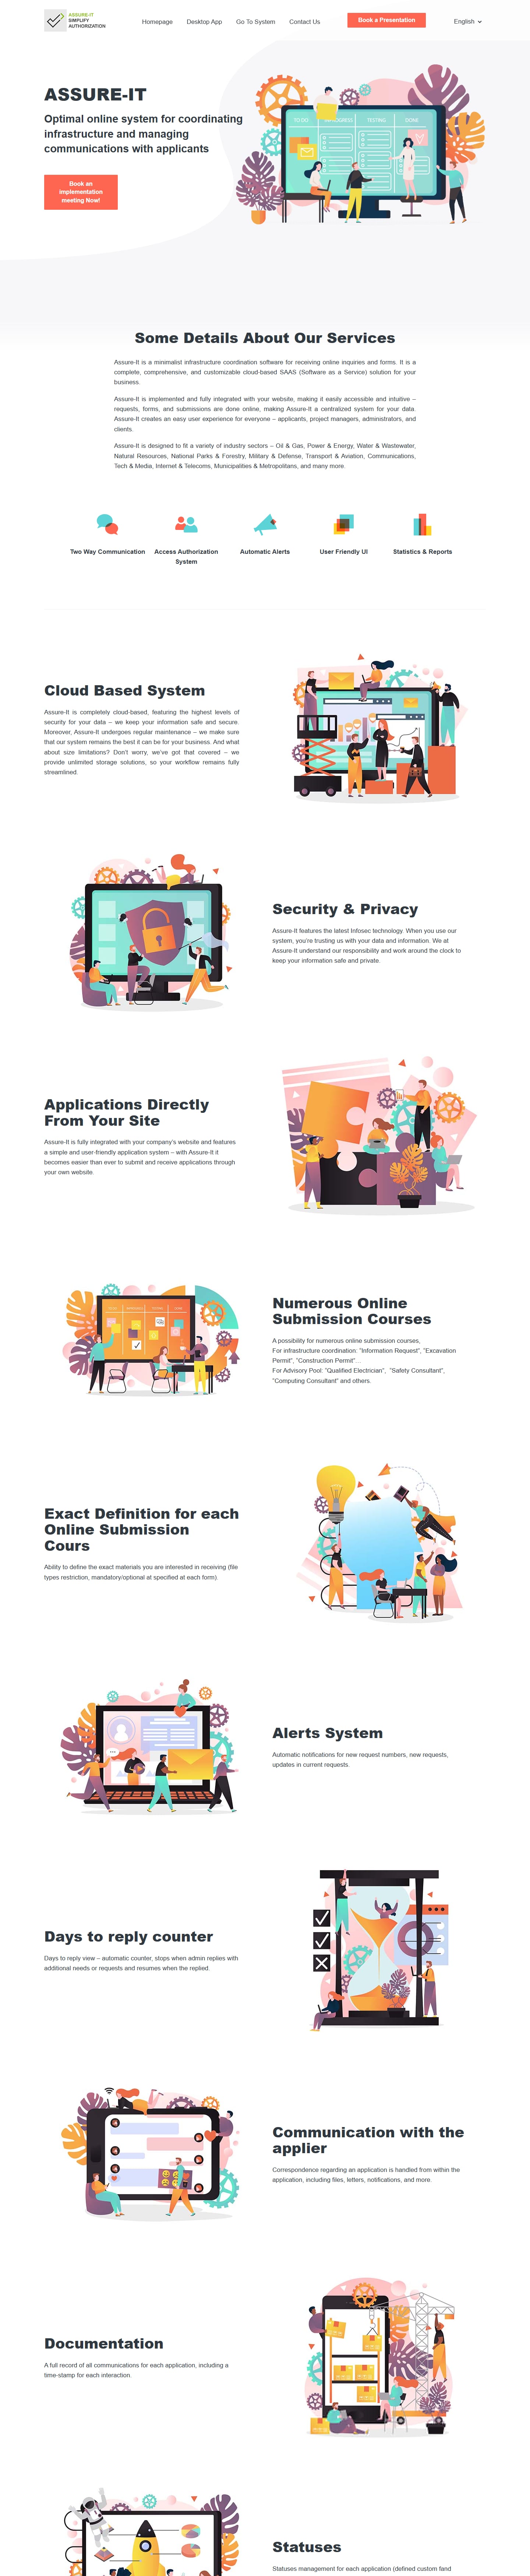 ASSURE-IT
SIMPLIFY
AUTHORIZATION
Homepage
Desktop App
Go To System
Contact Us
Book a Presentation
English
ASSURE-IT
Optimal online system for coordinating
infrastructure and managing
communications with applicants
Book an
implementation
meeting Now!
TESTING
DONE
Some Details About Our Services
Assure-It is a minimalist infrastructure coordination software for receiving online inquiries and forms. It is a
complete, comprehensive, and customizable cloud-based SAAS (Software as a Service) solution for your
business.
Assure-It is implemented and fully integrated with your website, making it easily accessible and intuitive –
requests, forms, and submissions are done online, making Assure-It a centralized system for your data.
Assure-It creates an easy user experience for everyone – applicants, project managers, administrators, and
clients.
Assure-It is designed to fit a variety of industry sectors – Oil & Gas, Power & Energy, Water & Wastewater,
Natural Resources, National Parks & Forestry, Military & Defense, Transport & Aviation, Communications,
Tech & Media, Internet & Telecoms, Municipalities & Metropolitans, and many more.
Two Way Communication
Access Authorization
System
Automatic Alerts
User Friendly UI
Statistics & Reports
Cloud Based System
Assure-It is completely cloud-based, featuring the highest levels of
security for your data – we keep your information safe and secure.
Moreover, Assure-It undergoes regular maintenance – we make sure
that our system remains the best it can be for your business. And what
about size limitations? Don't worry, we've got that covered – we
provide unlimited storage solutions, so your workflow remains fully
streamlined.
Security & Privacy
Assure-It features the latest Infosec technology. When you use our
system, you're trusting us with your data and information. We at
Assure-It understand our responsibility and work around the clock to
keep your information safe and private.
Applications Directly
From Your Site
Assure-It is fully integrated with your company's website and features
a simple and user-friendly application system – with Assure-It it
becomes easier than ever to submit and receive applications through
your own website.
Numerous Online
Submission Courses
A possibility for numerous online submission courses,
For infrastructure coordination: "Information Request", "Excavation
Permit", "Construction Permit"…
For Advisory Pool: "Qualified Electrician", "Safety Consultant",
"Computing Consultant" and others.
Exact Definition for each
Online Submission
Cours
Ability to define the exact materials you are interested in receiving (file
types restriction, mandatory/optional at specified at each form).
Alerts System
Automatic notifications for new request numbers, new requests,
updates in current requests.
Days to reply counter
Days to reply view – automatic counter, stops when admin replies with
additional needs or requests and resumes when the replied.
Communication with the
applier
Correspondence regarding an application is handled from within the
application, including files, letters, notifications, and more.
Documentation
A full record of all communications for each application, including a
time-stamp for each interaction.
Statuses
Statuses management for each application (defined custom fand